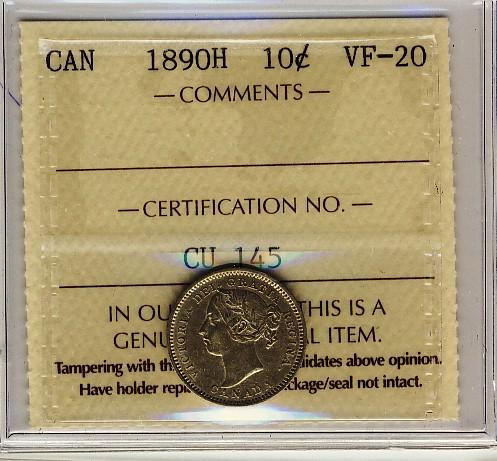 CAN 1890H 10¢ VF-20
— COMMENTS —
— CERTIFICATION NO. —
CU 145
IN OU THIS IS A
GENU L ITEM.
Tampering with th idates above opinion.
Have holder repa ckage/seal not intact.
VICTORIA DEI GRATIA REGINA
CANADA